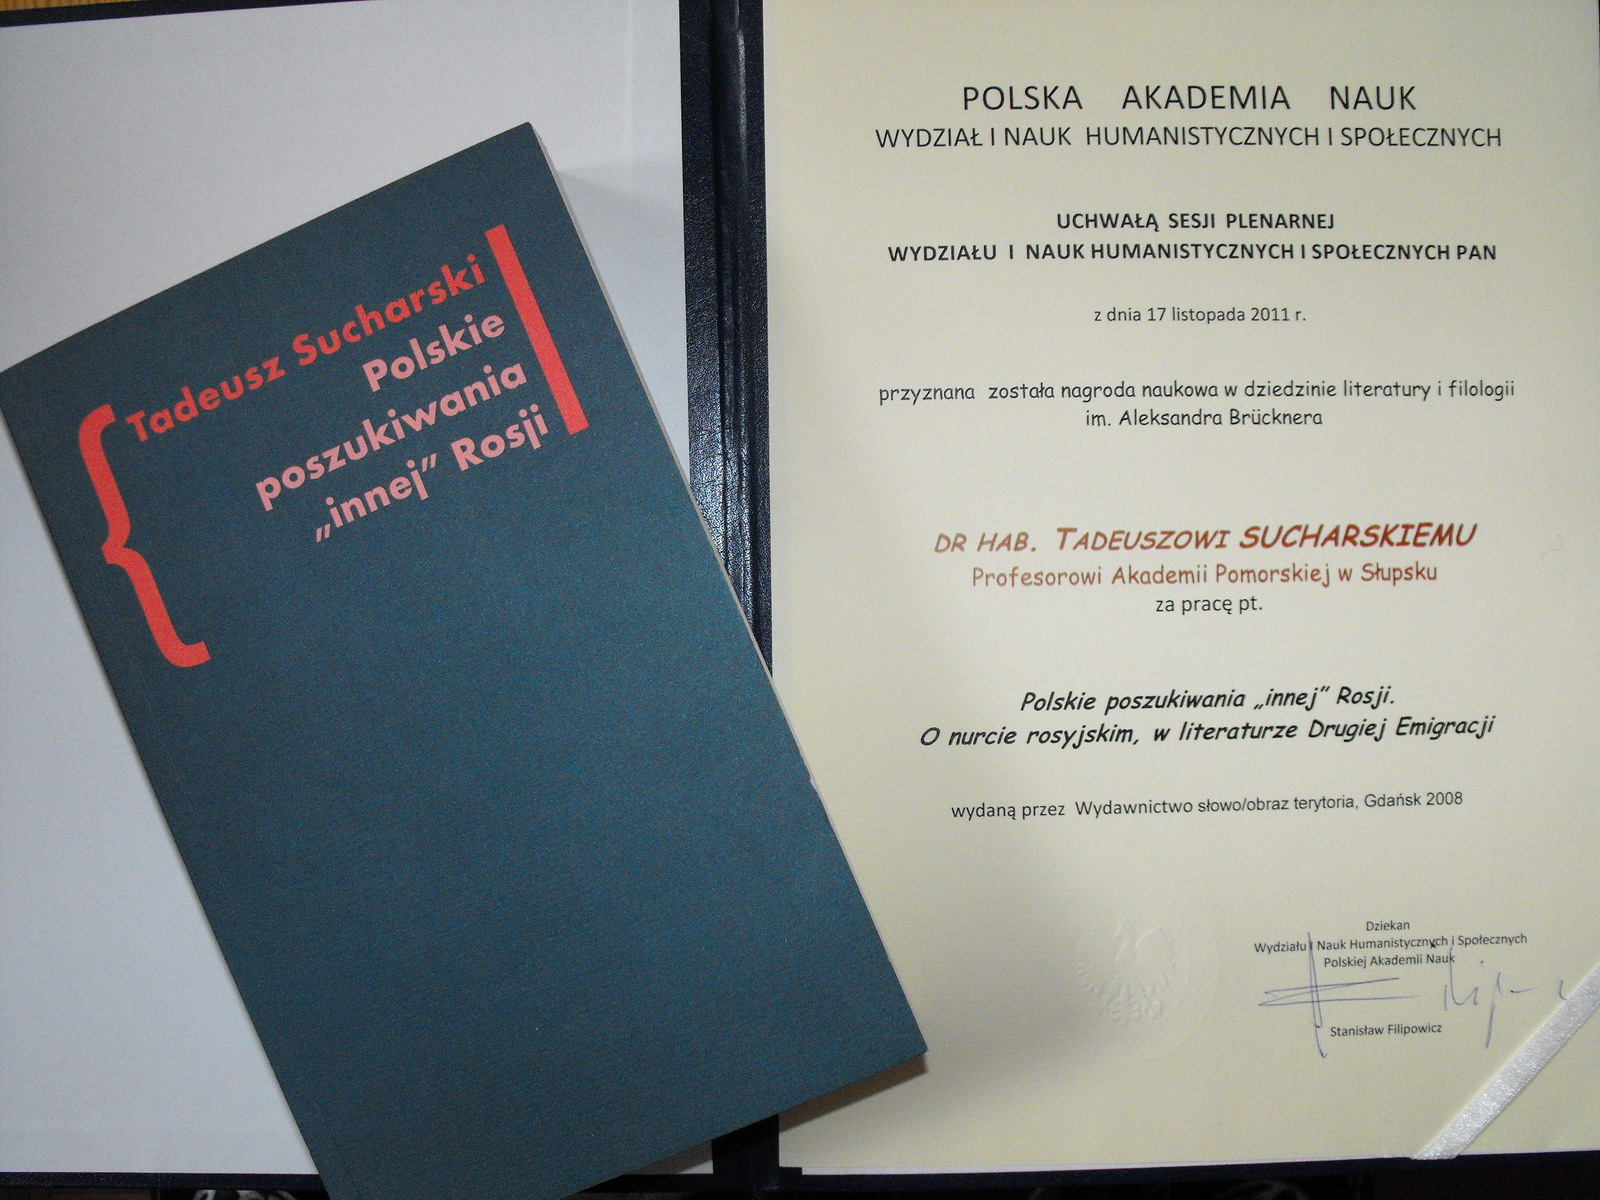 Tadeusz Sucharski
Polskie
poszukiwania
„innej” Rosji
POLSKA AKADEMIA NAUK
WYDZIAŁ I NAUK HUMANISTYCZNYCH I SPOŁECZNYCH
UCHWAŁĄ SESJI PLENARNEJ
WYDZIAŁU I NAUK HUMANISTYCZNYCH I SPOŁECZNYCH PAN
z dnia 17 listopada 2011 r.
przyznana została nagroda naukowa w dziedzinie literatury i filologii
im. Aleksandra Brücknera
DR HAB. TADEUSZOWI SUCHARSKIEMU
Profesorowi Akademii Pomorskiej w Słupsku
za pracę pt.
Polskie poszukiwania „innej” Rosji.
O nurcie rosyjskim, w literaturze Drugiej Emigracji
wydaną przez Wydawnictwo słowo/obraz terytoria, Gdańsk 2008
Dziekan
Wydziału I Nauk Humanistycznych i Społecznych
Polskiej Akademii Nauk
Stanisław Filipowicz